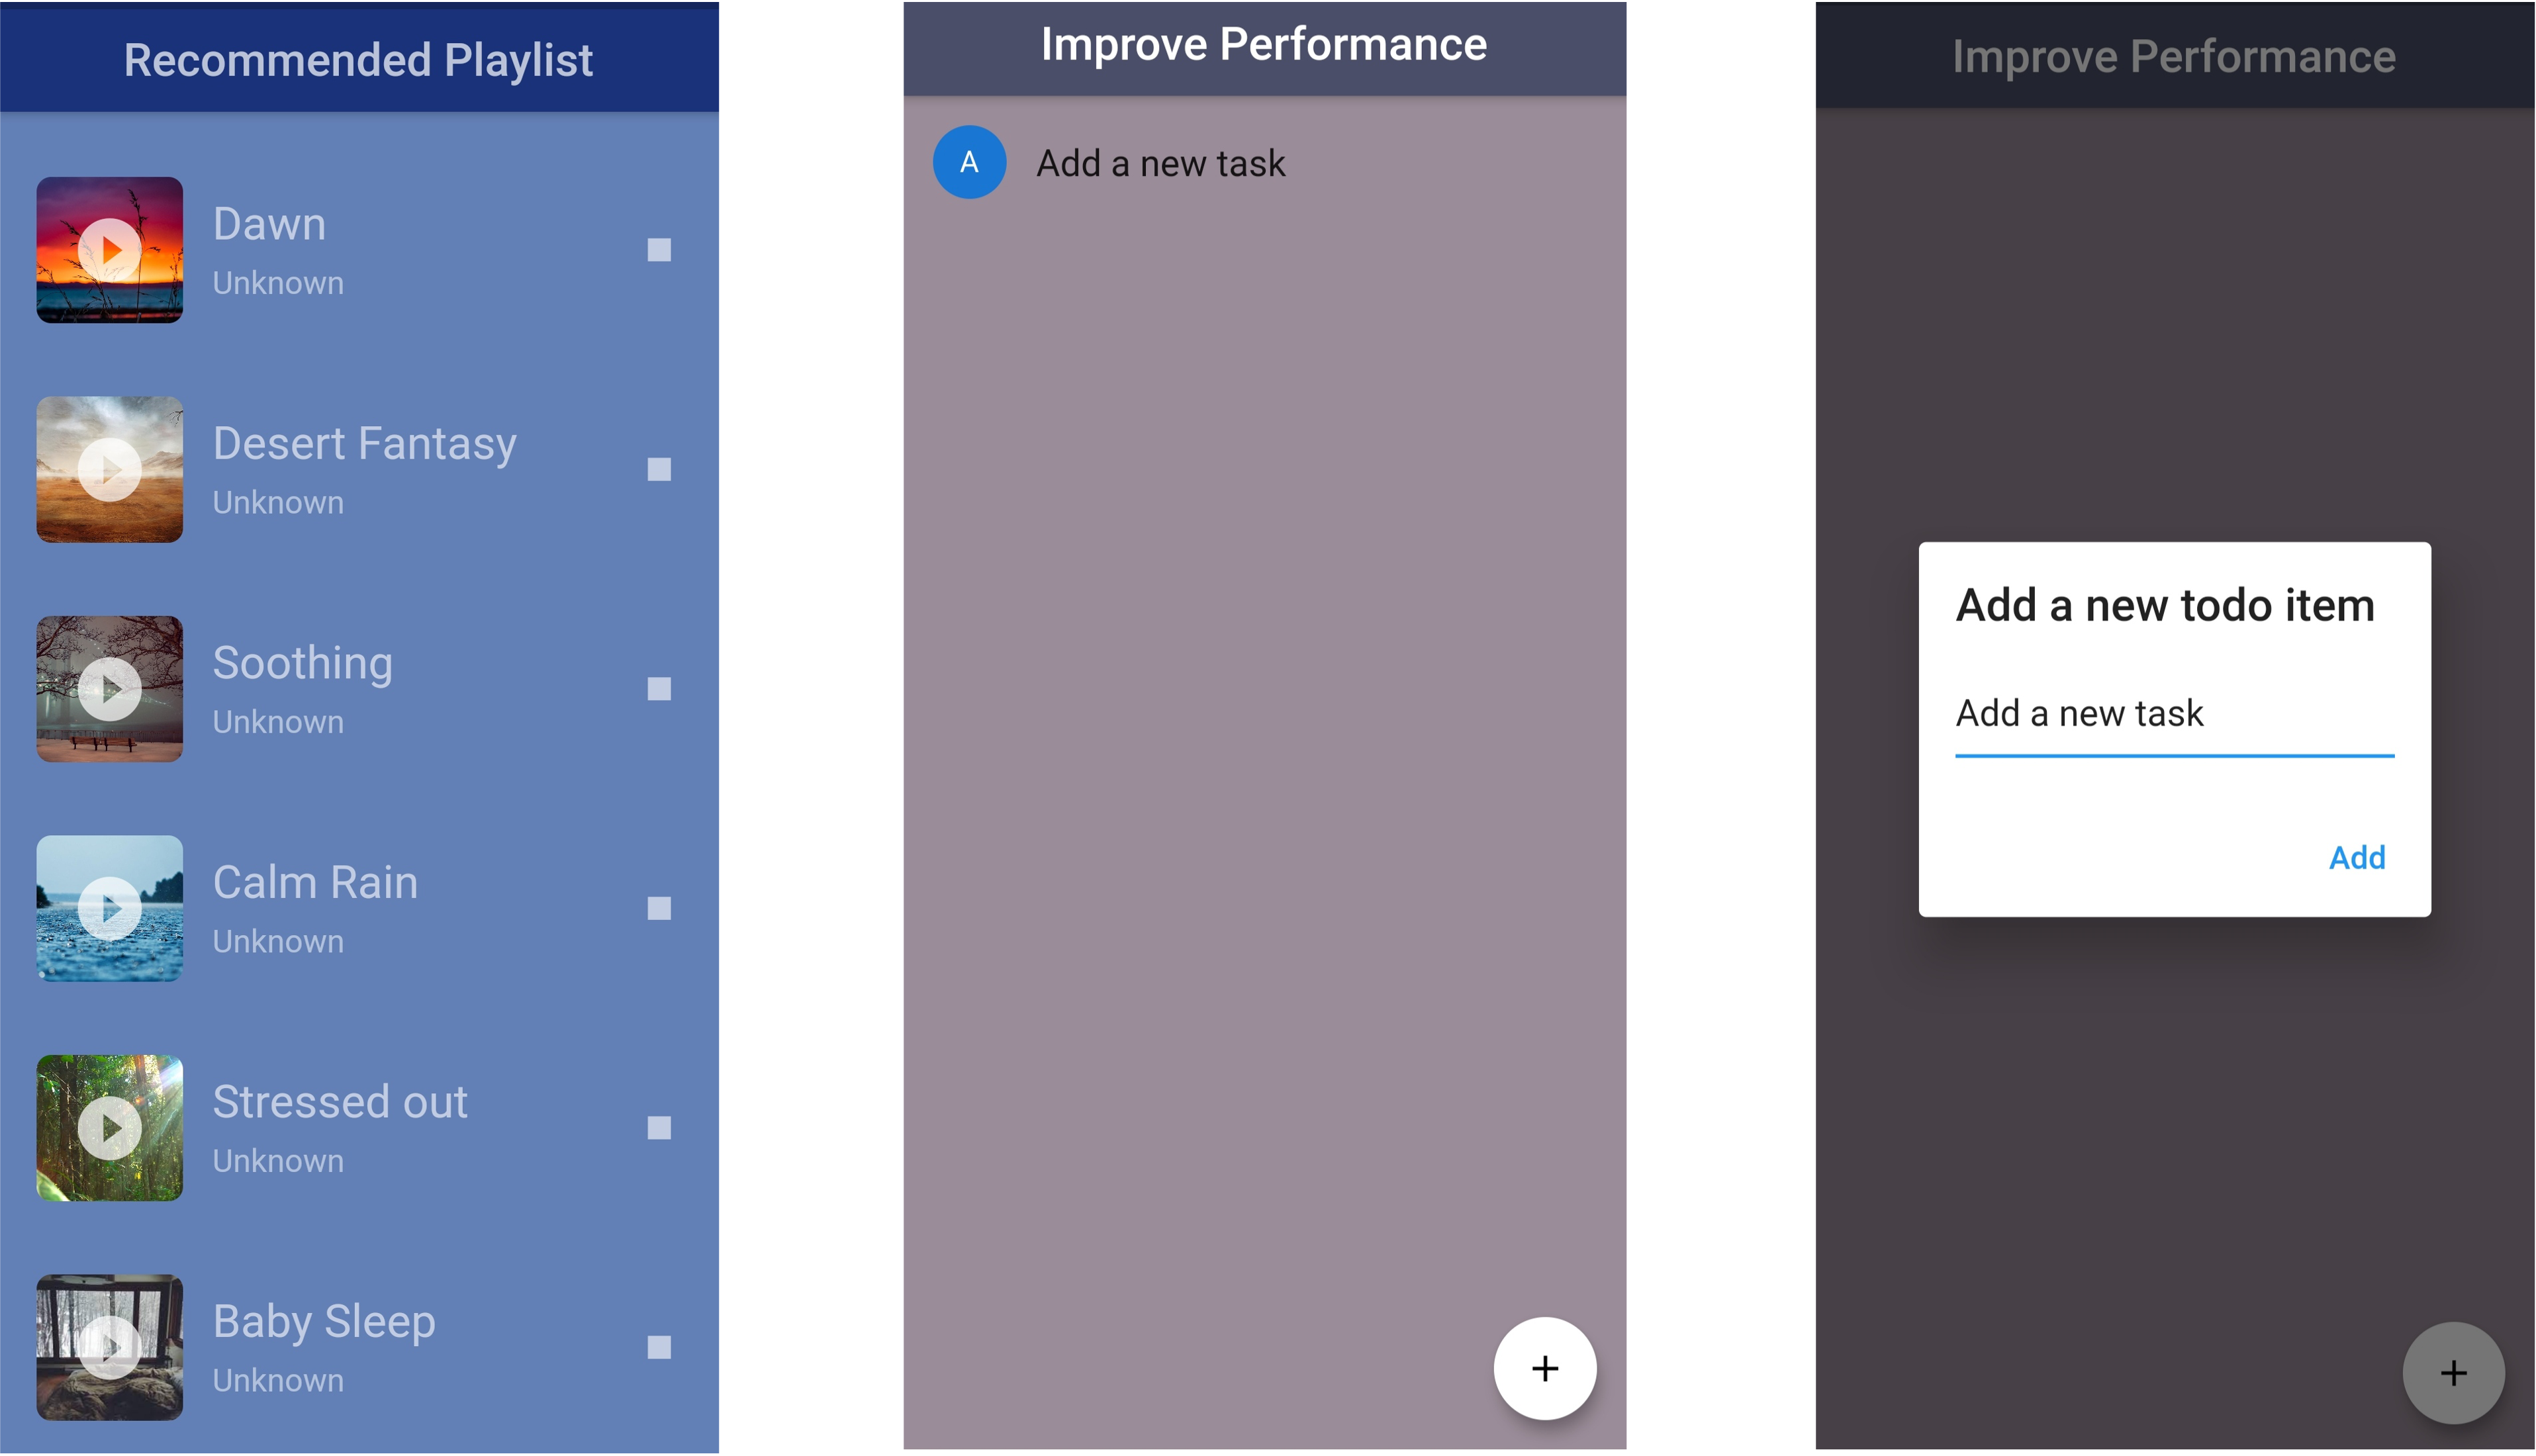 Recommended Playlist
Dawn
Unknown
Desert Fantasy
Unknown
Soothing
Unknown
Calm Rain
Unknown
Stressed out
Unknown
Baby Sleep
Unknown
Improve Performance
A
Add a new task
+
Improve Performance
Add a new todo item
Add a new task
Add
+